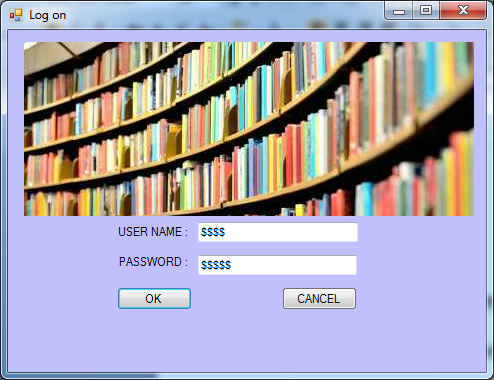 Log on
USER NAME : $$$$
PASSWORD : $$$$$
OK CANCEL